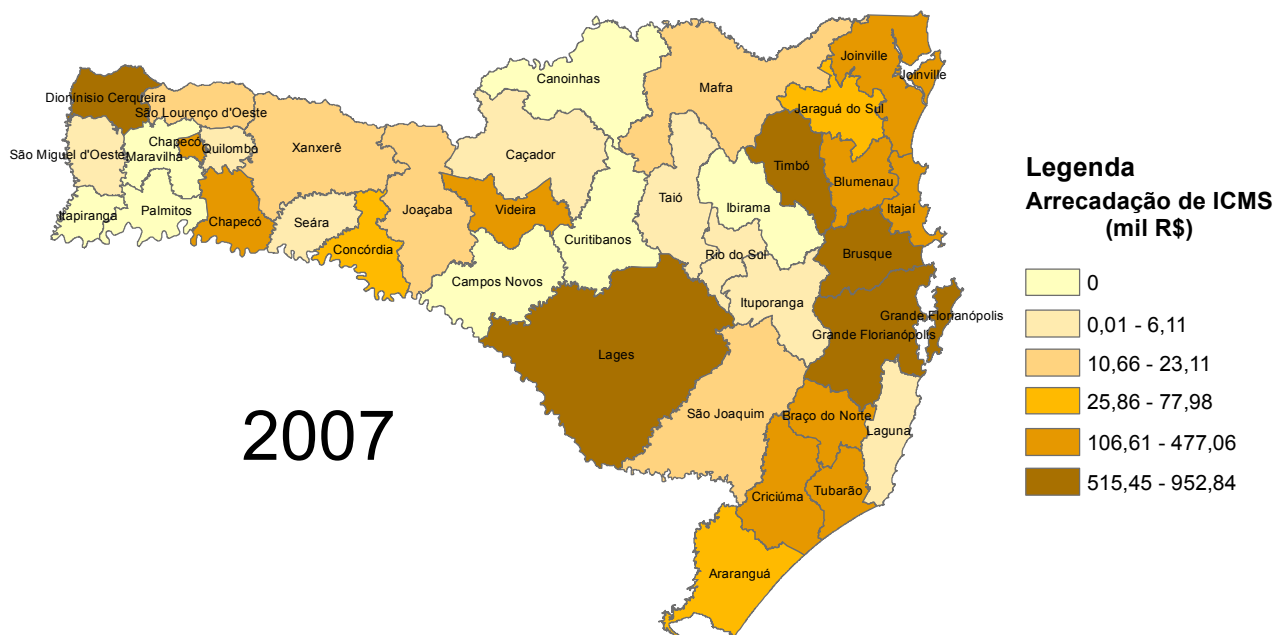 Joinville
Joinville
Canoinhas
Mafra
Dionínisio Cerqueira
São Lourenço d'Oeste
Jaraguá do Sul
Chapecó
Quilombo
Xanxerê
São Miguel d'Oeste
Maravilha
Caçador
Timbó
Blumenau
Taió
Ibirama
Itapiranga
Palmitos
Chapecó
Seára
Joaçaba
Videira
Itajaí
Concórdia
Curitibanos
Rio do Sul
Brusque
Campos Novos
Ituporanga
Grande Florianópolis
Grande Florianópolis
Lages
São Joaquim
Braço do Norte
Laguna
Criciúma
Tubarão
Araranguá
2007
Legenda
Arrecadação de ICMS
(mil R$)
0
0,01 - 6,11
10,66 - 23,11
25,86 - 77,98
106,61 - 477,06
515,45 - 952,84